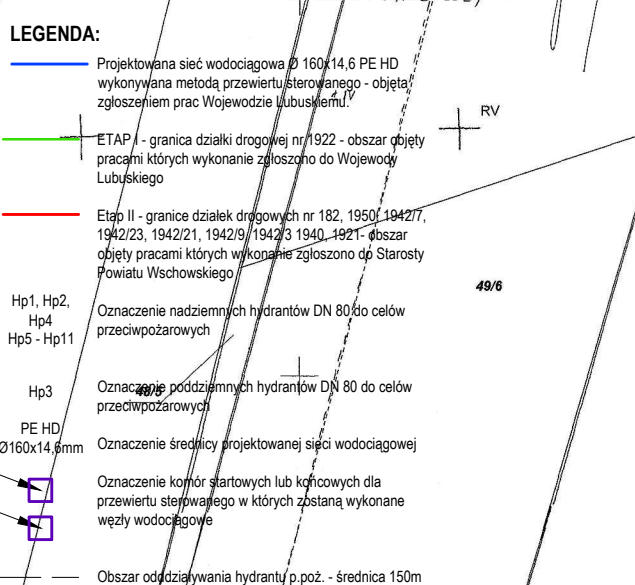 LEGENDA:
Projektowana sieć wodociągowa Ø 160x14,6 PE HD
wykonywana metodą przewiertu sterowanego - objęta
zgłoszeniem prac Wojewodzie Lubuskiemu.
RV
ETAP I - granica działki drogowej nr 1922 - obszar objęty
pracami których wykonanie zgłoszono do Wojewody
Lubuskiego
Etap II - granice działek drogowych nr 182, 1950, 1942/7,
1942/23, 1942/21, 1942/9, 1942/3 1940, 1921- obszar
objęty pracami których wykonanie zgłoszono do Starosty
Powiatu Wschowskiego
49/6
Hp1, Hp2,
Hp4
Hp5 - Hp11
Oznaczenie nadziemnych hydrantów DN 80 do celów
przeciwpożarowych
Hp3
Oznaczenie poddziemnych hydrantów DN 80 do celów
przeciwpożarowych
48/5
PE HD
Ø160x14,6mm
Oznaczenie średnicy projektowanej sieci wodociągowej
Oznaczenie komór startowych lub końcowych dla
przewiertu sterowanego w których zostaną wykonane
węzły wodociągowe
Obszar odddziaływania hydrantu p.poż. - średnica 150m